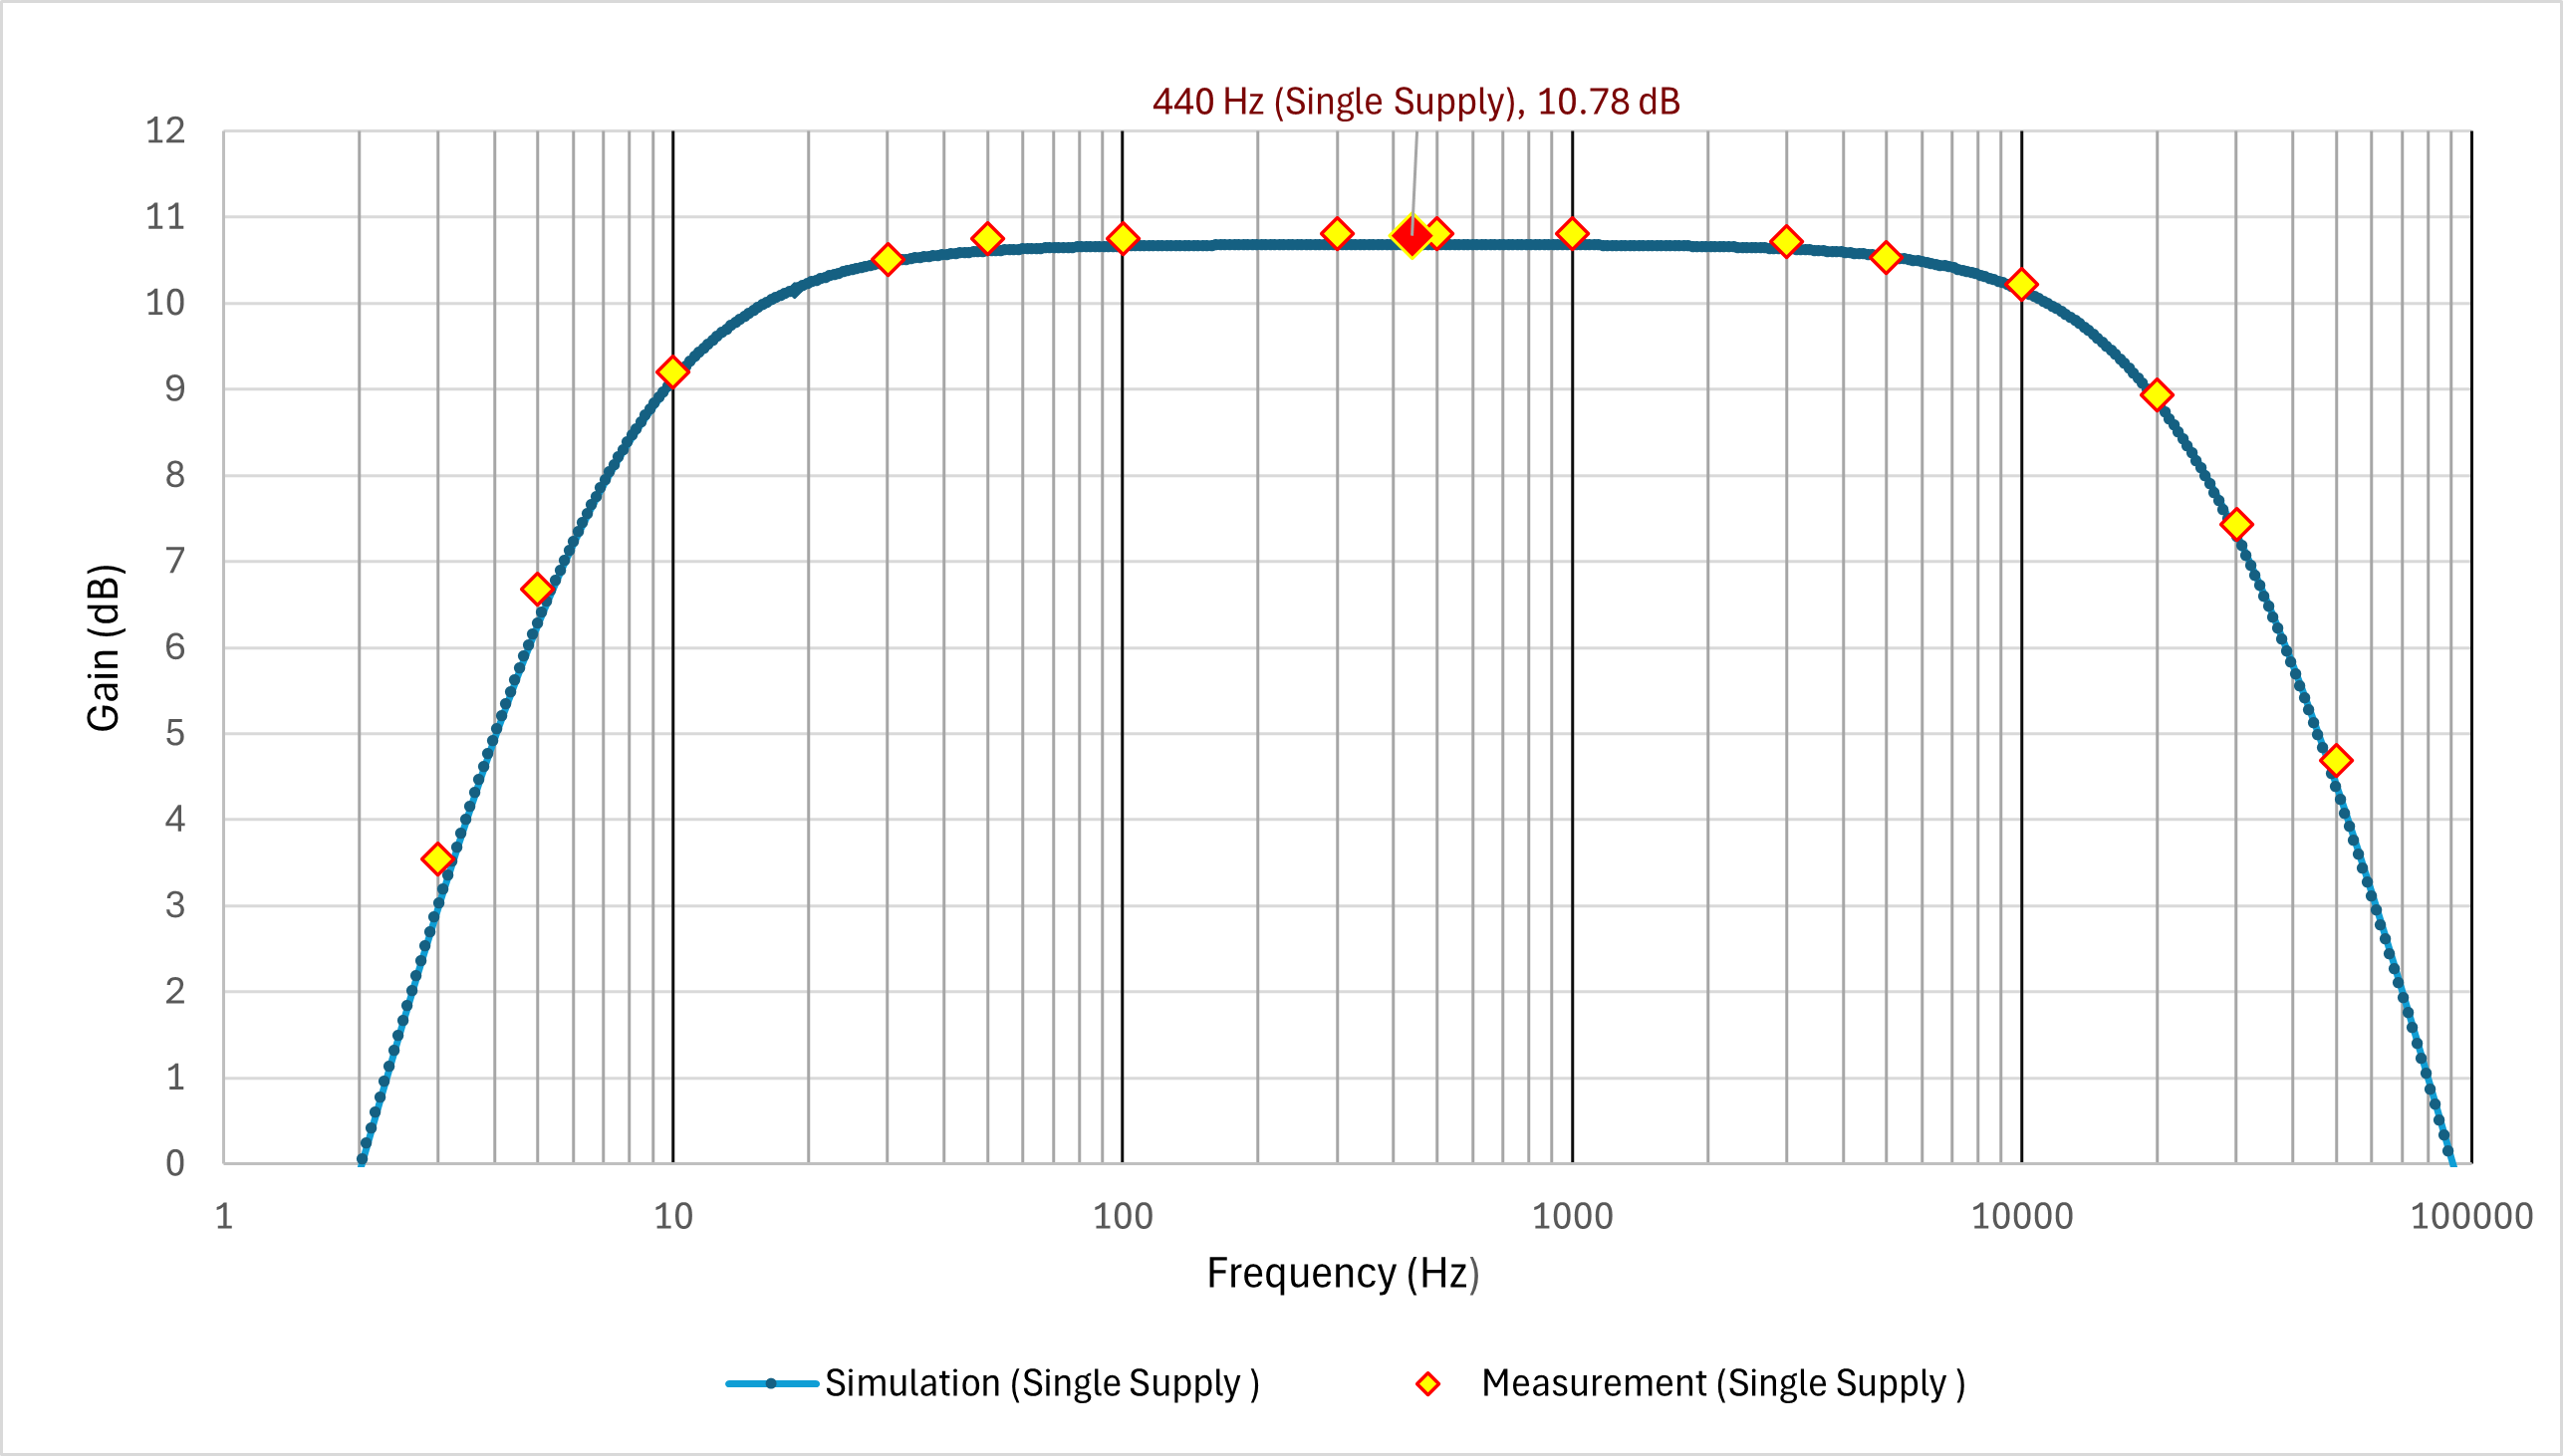 440 Hz (Single Supply), 10.78 dB
12
11
10
9
8
7
6
5
4
3
2
1
0
Gain (dB)
1 10 100 1000 10000 100000
Frequency (Hz)
Simulation (Single Supply ) Measurement (Single Supply )